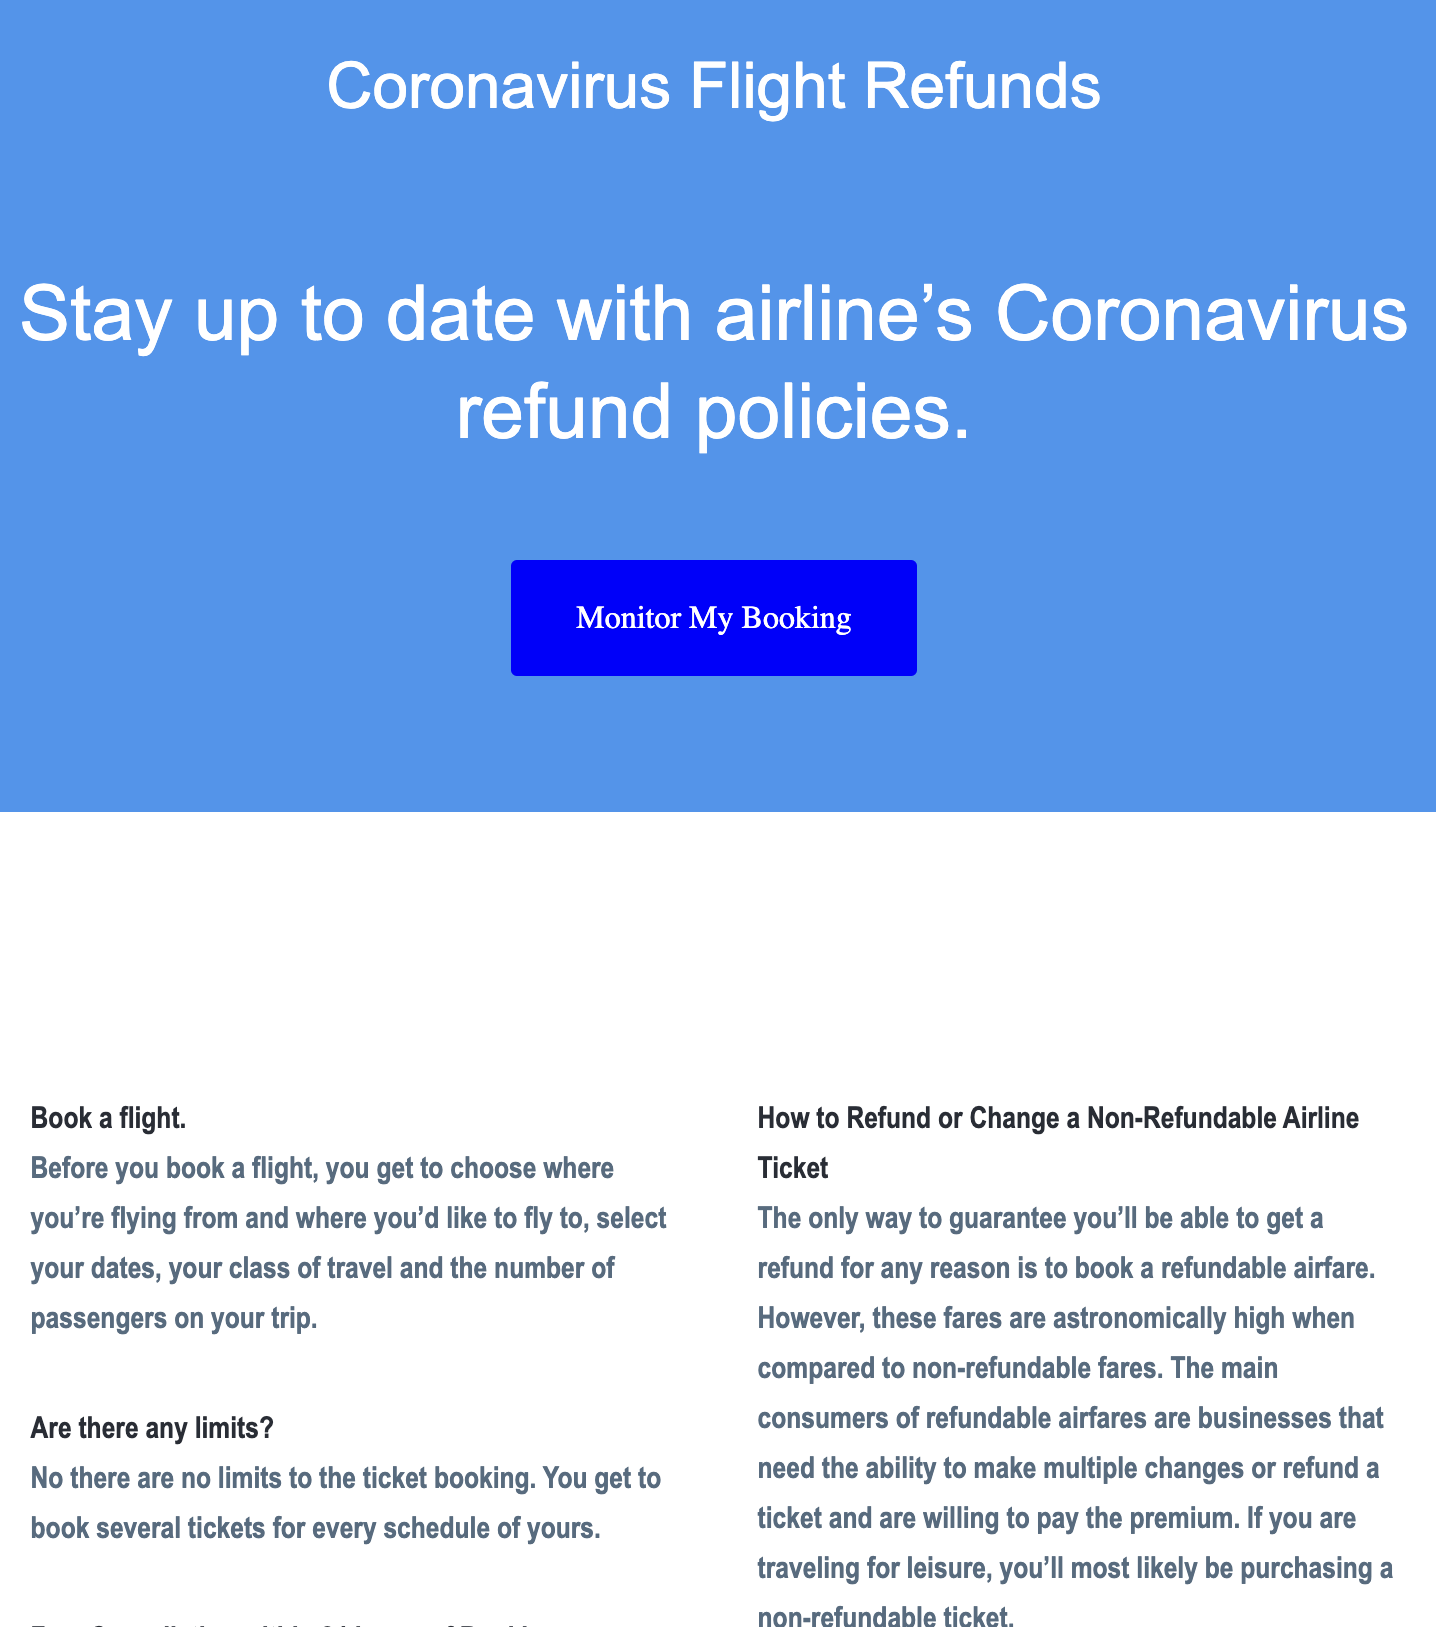 Coronavirus Flight Refunds
Stay up to date with airline’s Coronavirus
refund policies.
Monitor My Booking
Book a flight.
Before you book a flight, you get to choose where
you’re flying from and where you’d like to fly to, select
your dates, your class of travel and the number of
passengers on your trip.
Are there any limits?
No there are no limits to the ticket booking. You get to
book several tickets for every schedule of yours.
How to Refund or Change a Non-Refundable Airline
Ticket
The only way to guarantee you’ll be able to get a
refund for any reason is to book a refundable airfare.
However, these fares are astronomically high when
compared to non-refundable fares. The main
consumers of refundable airfares are businesses that
need the ability to make multiple changes or refund a
ticket and are willing to pay the premium. If you are
traveling for leisure, you’ll most likely be purchasing a
non-refundable ticket.